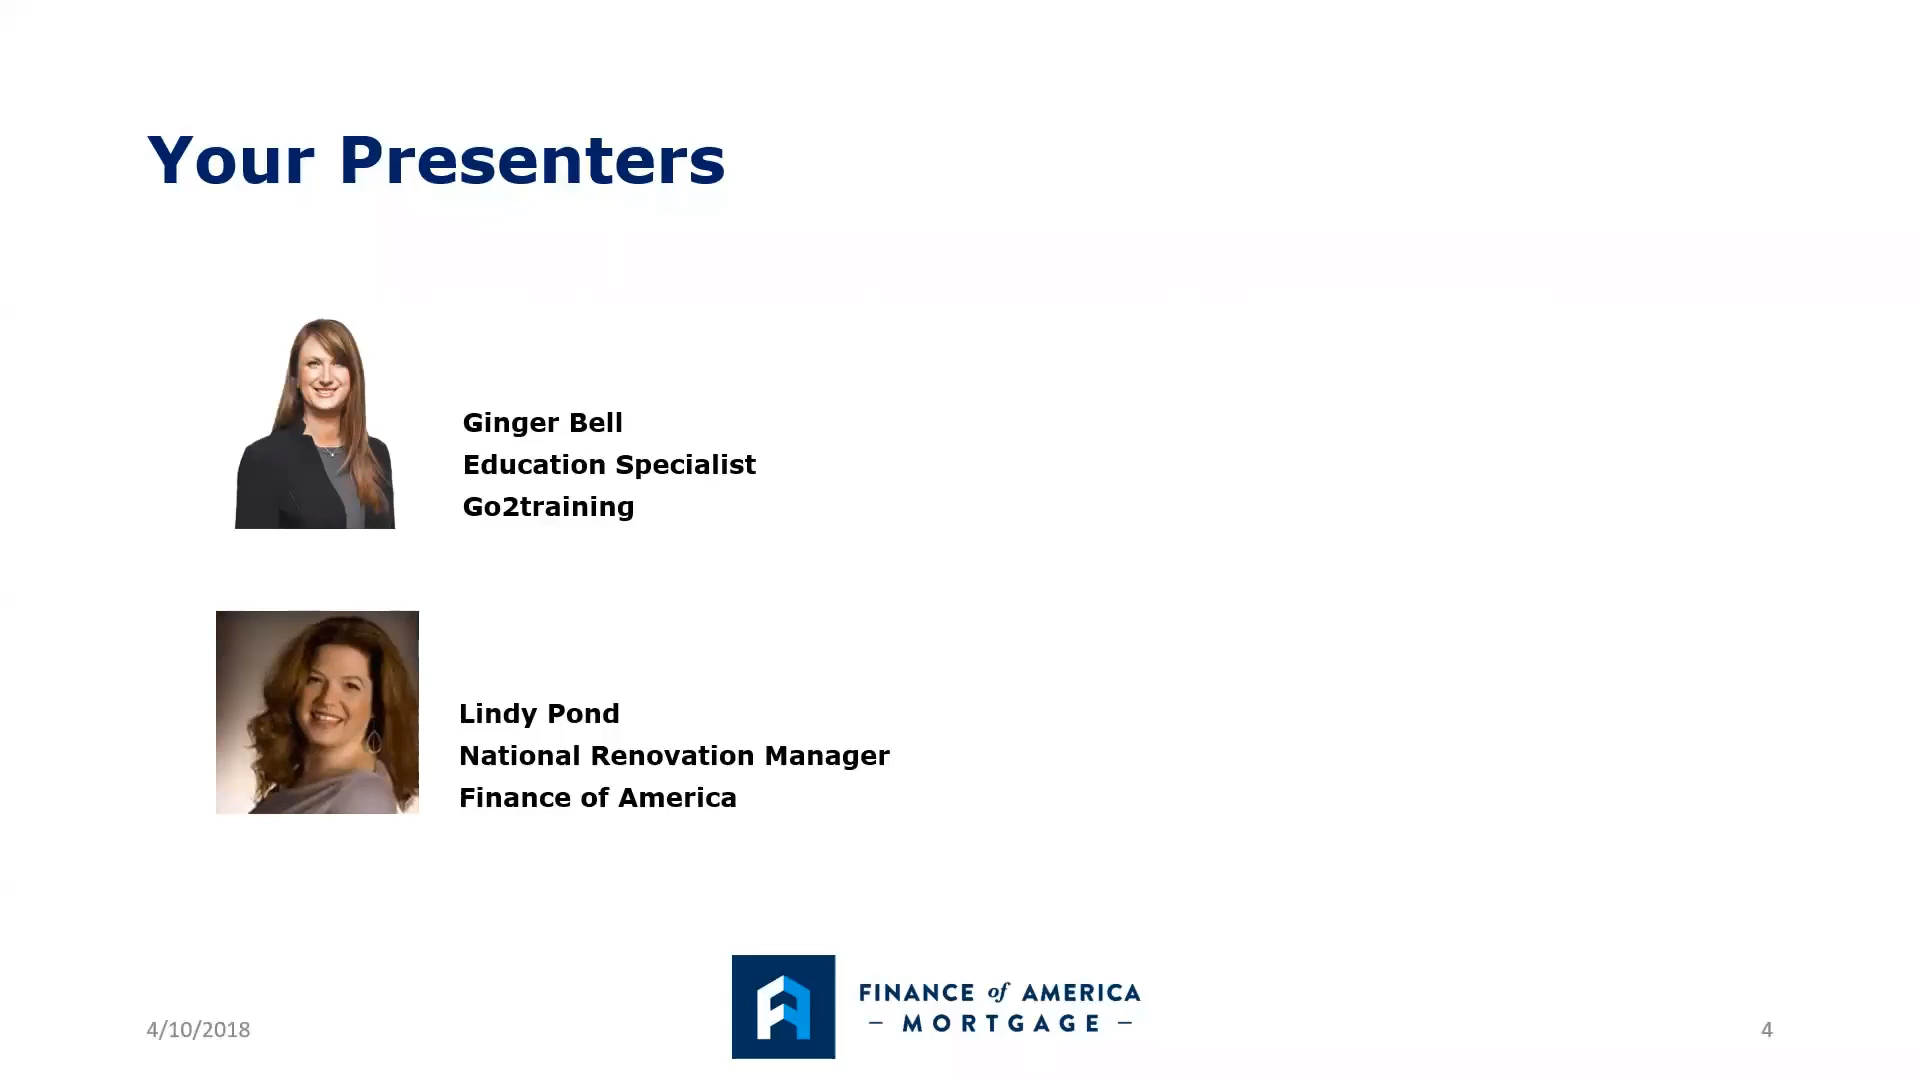 Your Presenters
Ginger Bell
Education Specialist
Go2training
Lindy Pond
National Renovation Manager
Finance of America
FINANCE of AMERICA
– MORTGAGE –
4/10/2018
4